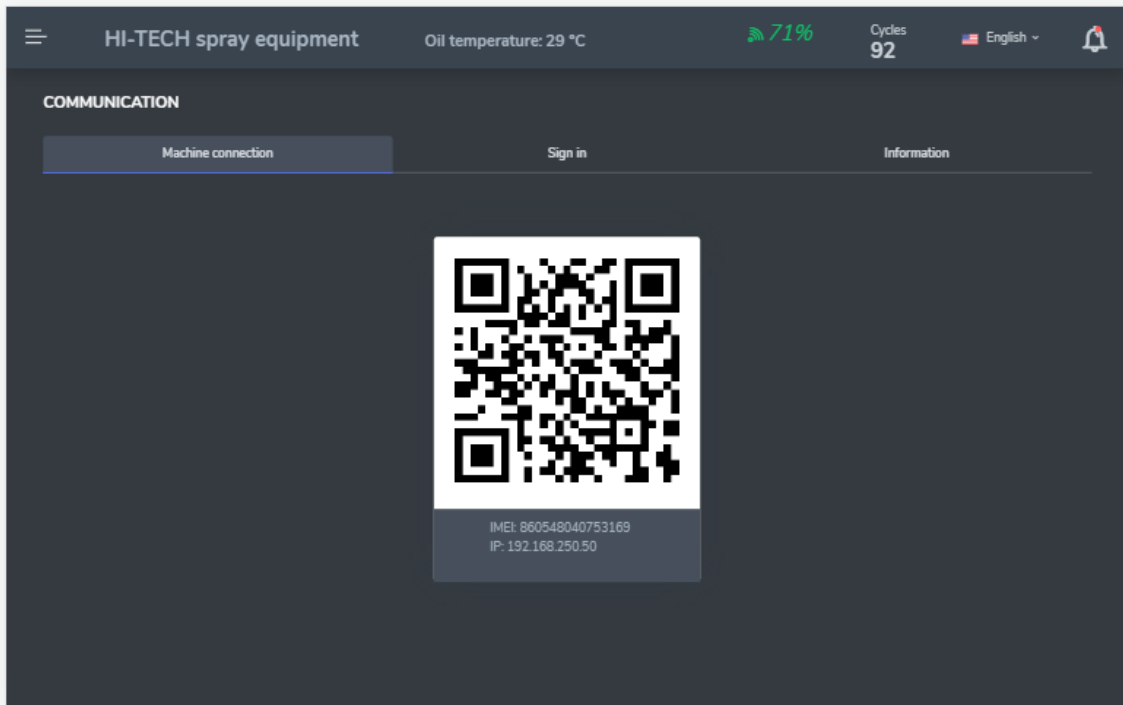 HI-TECH spray equipment
Oil temperature: 29 °C
71%
Cycles
92
English
COMMUNICATION
Machine connection
Sign in
Information
IMEI: 860548040753169
IP: 192.168.250.50